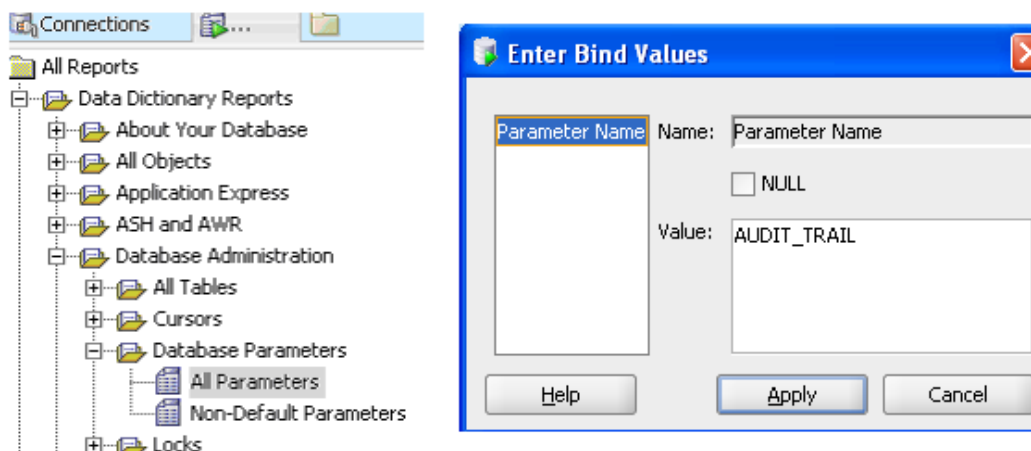 Connections
...
All Reports
Data Dictionary Reports
About Your Database
All Objects
Application Express
ASH and AWR
Database Administration
All Tables
Cursors
Database Parameters
All Parameters
Non-Default Parameters
Locks
Enter Bind Values
Parameter Name
Name: Parameter Name
NULL
Value: AUDIT_TRAIL
Help Apply Cancel